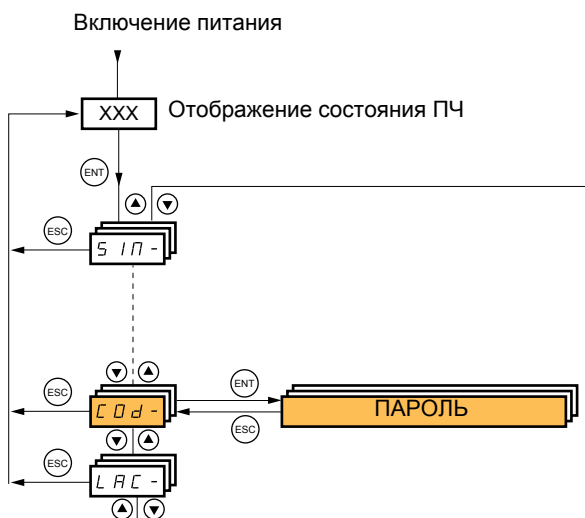 Включение питания
XXX Отображение состояния ПЧ
ENT
ESC
SIM-
ESC
ENT
COd-
ПАРОЛЬ
ESC
ESC
LAC-